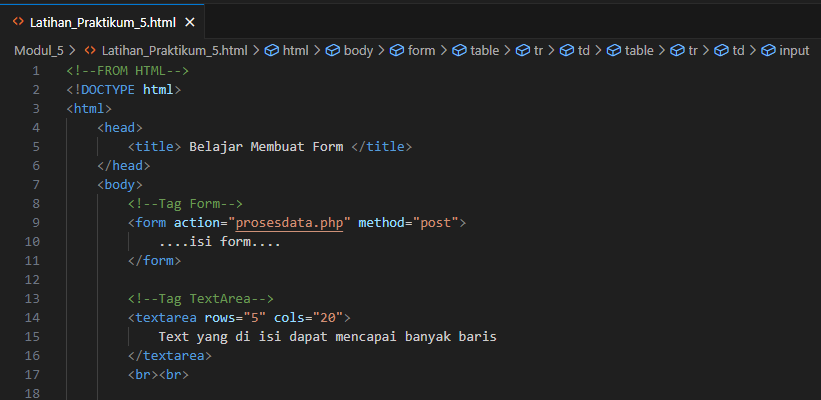 Latihan_Praktikum_5.html
Modul_5 > Latihan_Praktikum_5.html > html > body > form > table > tr > td > table > tr > td > input
1 <!--FROM HTML-->
2 <!DOCTYPE html>
3 <html>
4 <head>
5 <title> Belajar Membuat Form </title>
6 </head>
7 <body>
8 <!--Tag Form-->
9 <form action="prosesdata.php" method="post">
10 ....isi form....
11 </form>
12
13 <!--Tag TextArea-->
14 <textarea rows="5" cols="20">
15 Text yang di isi dapat mencapai banyak baris
16 </textarea>
17 <br><br>
18